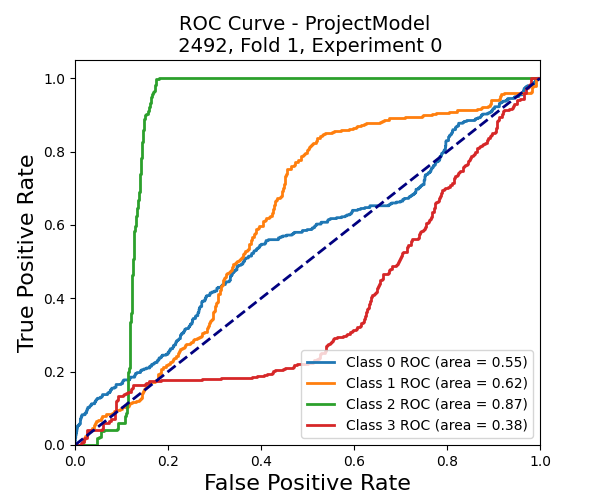 ROC Curve - ProjectModel
2492, Fold 1, Experiment 0
True Positive Rate
1.0
0.8
0.6
0.4
0.2
0.0
Class 0 ROC (area = 0.55)
Class 1 ROC (area = 0.62)
Class 2 ROC (area = 0.87)
Class 3 ROC (area = 0.38)
0.0 0.2 0.4 0.6 0.8 1.0
False Positive Rate